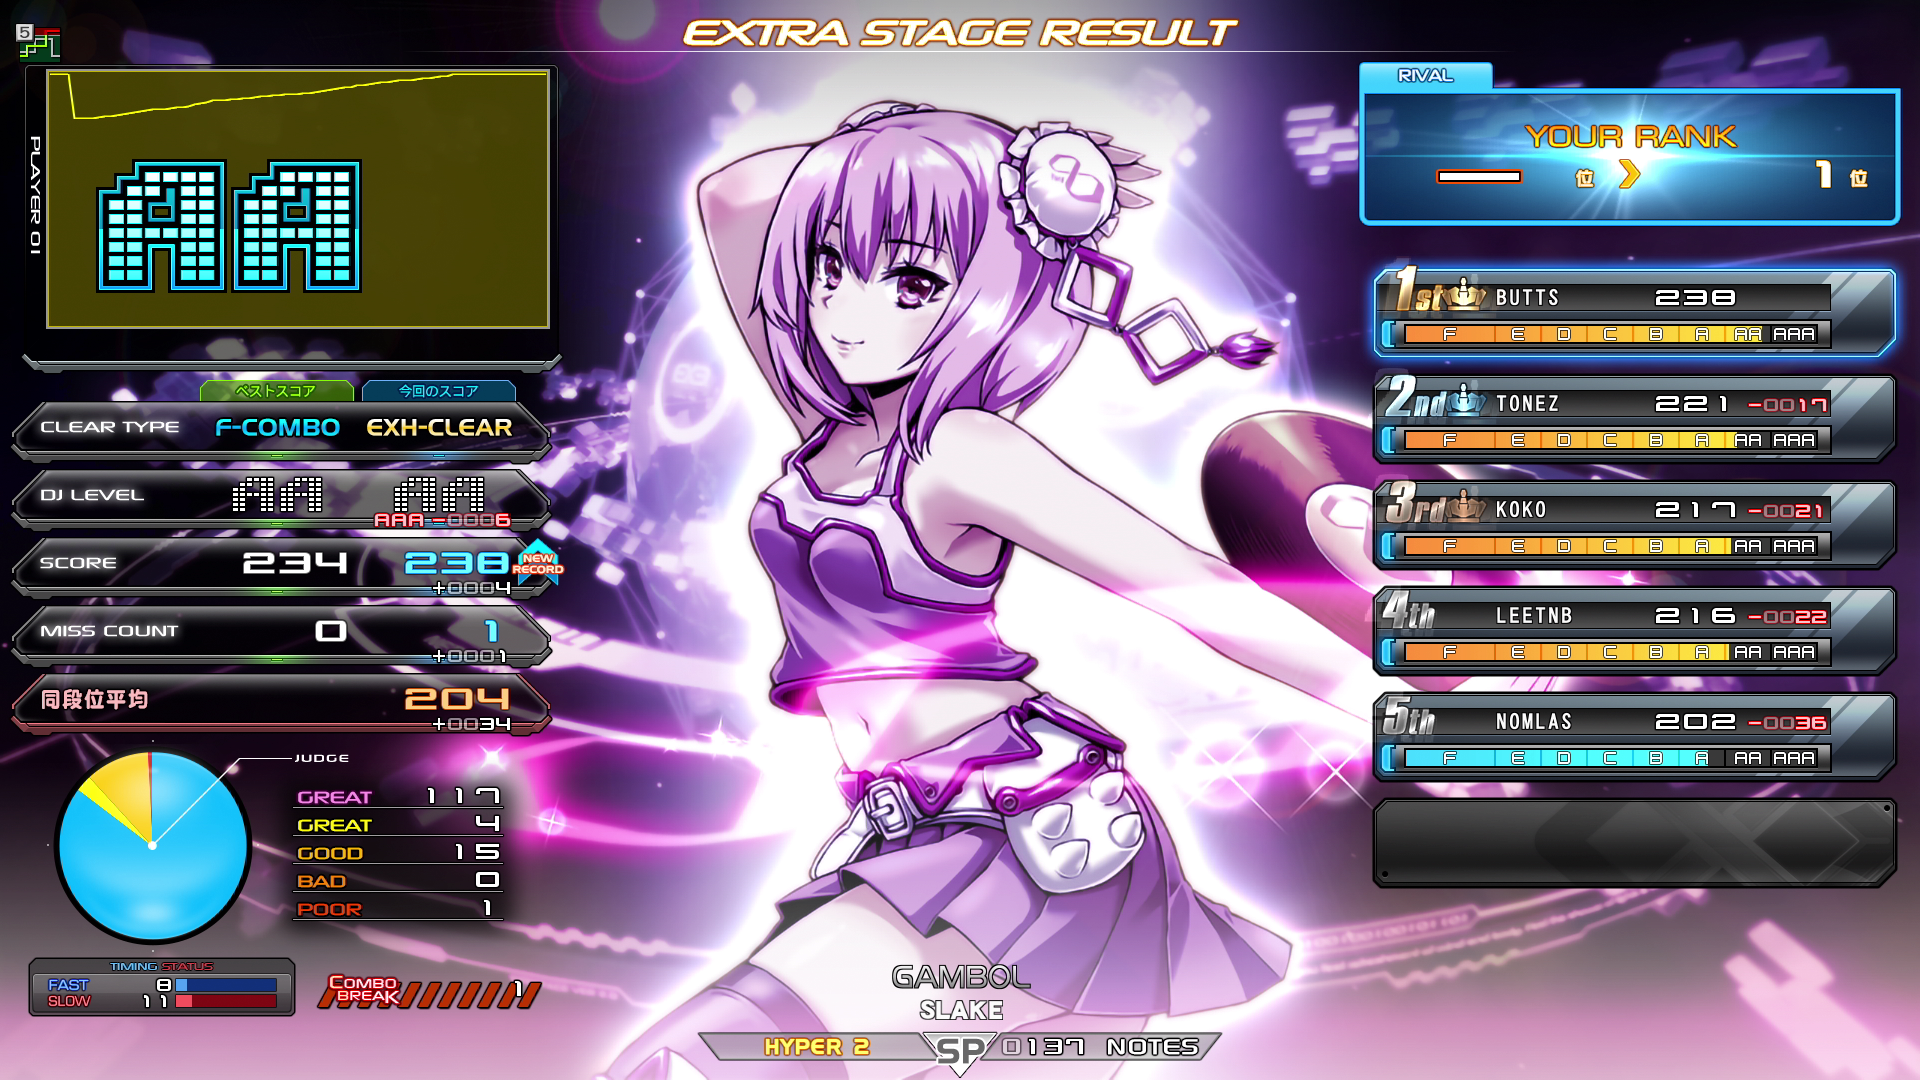 EXTRA STAGE RESULT
5
PLAYER 01
AA
ベストスコア 今回のスコア
CLEAR TYPE F-COMBO EXH-CLEAR
DJ LEVEL AA AA
AAA -0006
SCORE 234 238 NEW RECORD
+0004
MISS COUNT 0 1
+0001
同段位平均 204
+0034
JUDGE
GREAT 117
GREAT 4
GOOD 15
BAD 0
POOR 1
TIMING STATUS
FAST 8
SLOW 11
COMBO BREAK 1
GAMBOL
SLAKE
HYPER 2 SP 0137 NOTES
RIVAL
YOUR RANK
位 1 位
1st BUTTS 238
F E D C B A AA AAA
2nd TONEZ 221 -0017
F E D C B A AA AAA
3rd KOKO 217 -0021
F E D C B A AA AAA
4th LEETNB 216 -0022
F E D C B A AA AAA
5th NOMLAS 202 -0036
F E D C B A AA AAA